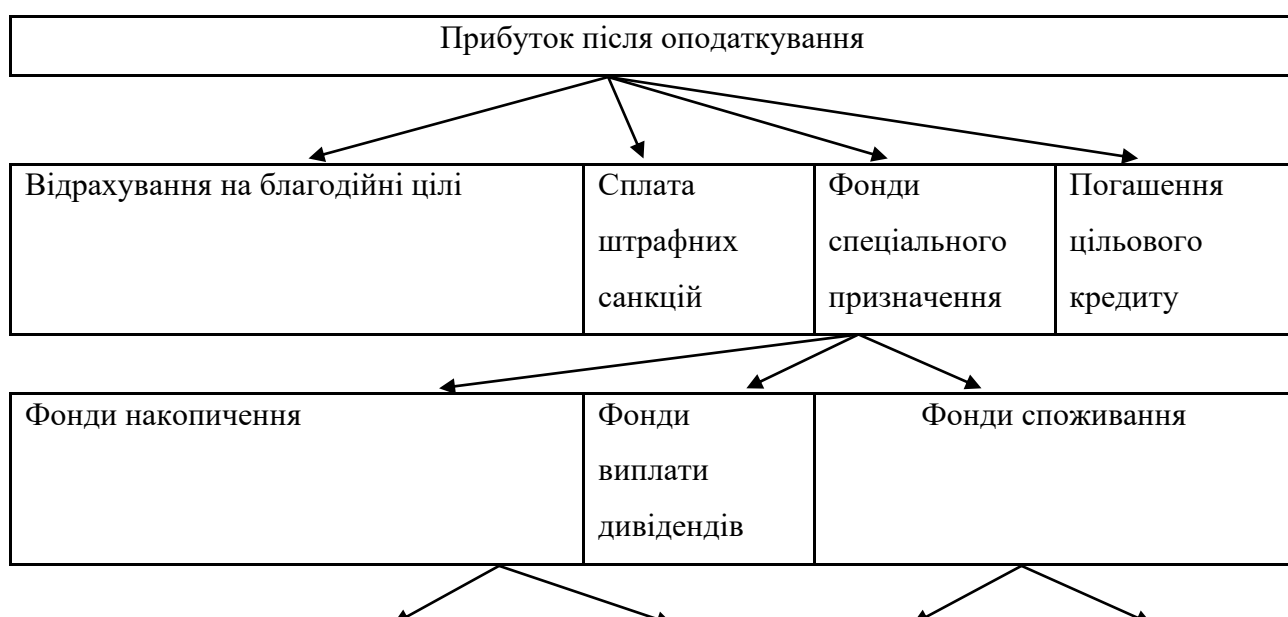 Прибуток після оподаткування
Відрахування на благодійні цілі
Сплата
штрафних
санкцій
Фонди
спеціального
призначення
Погашення
цільового
кредиту
Фонди накопичення
Фонди
виплати
дивідендів
Фонди споживання